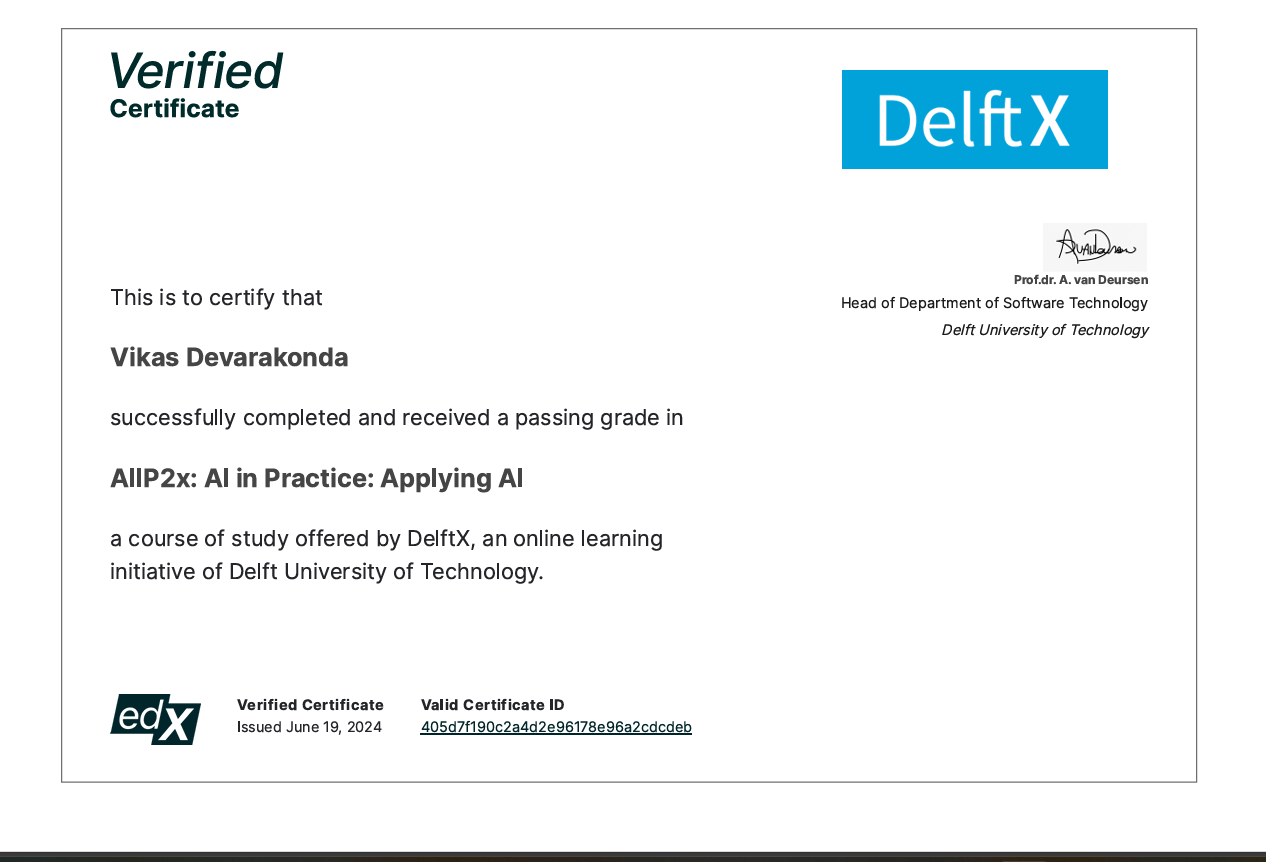 Verified
Certificate
DelftX
Prof.dr. A. van Deursen
Head of Department of Software Technology
Delft University of Technology
This is to certify that
Vikas Devarakonda
successfully completed and received a passing grade in
AIIP2x: AI in Practice: Applying AI
a course of study offered by DelftX, an online learning
initiative of Delft University of Technology.
edX
Verified Certificate
Issued June 19, 2024
Valid Certificate ID
405d7f190c2a4d2e96178e96a2cdcdeb